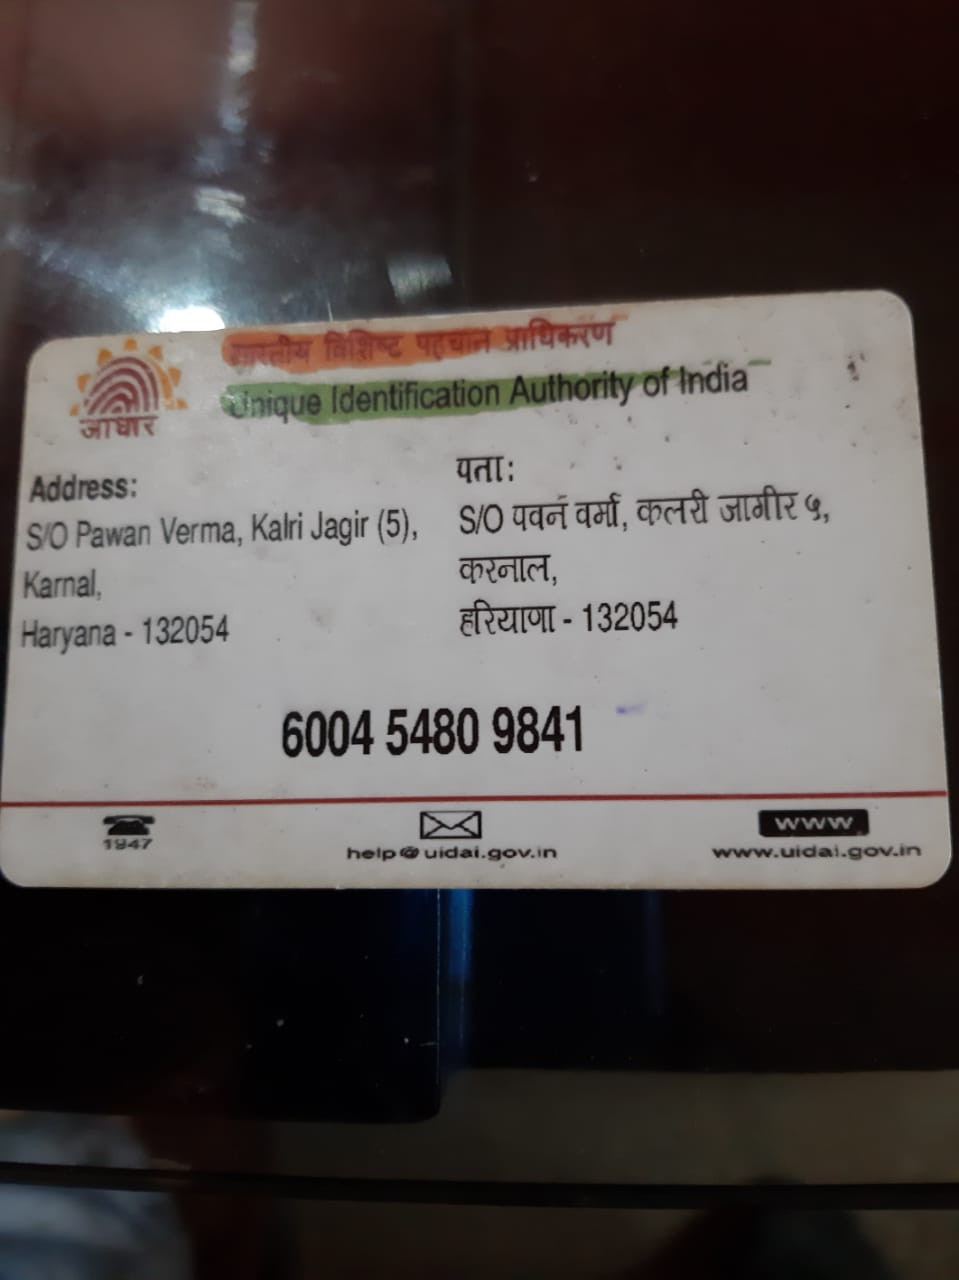 भारतीय विशिष्ट पहचान प्राधिकरण
Unique Identification Authority of India
जाधार
Address:
S/O Pawan Verma, Kalri Jagir (5),
Karnal,
Haryana - 132054
पता:
S/O पवन वर्मा, कलरी जागीर ५,
करनाल,
हरियाणा - 132054
6004 5480 9841
1947
help@uidai.gov.in
www
www.uidai.gov.in